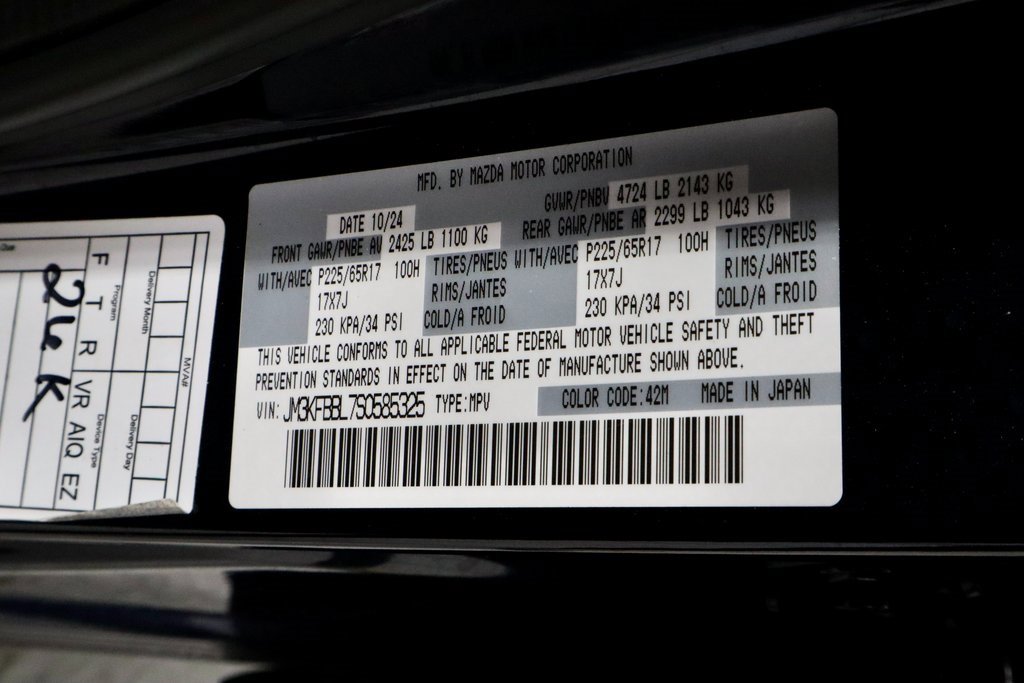 MFD. BY MAZDA MOTOR CORPORATION
DATE 10/24
GVWR/PNBV 4724 LB 2143 KG
FRONT GAWR/PNBE AV 2425 LB 1100 KG
REAR GAWR/PNBE AR 2299 LB 1043 KG
WITH/AVEC P225/65R17 100H TIRES/PNEUS
17X7J RIMS/JANTES
230 KPA/34 PSI COLD/A FROID
WITH/AVEC P225/65R17 100H TIRES/PNEUS
17X7J RIMS/JANTES
230 KPA/34 PSI COLD/A FROID
THIS VEHICLE CONFORMS TO ALL APPLICABLE FEDERAL MOTOR VEHICLE SAFETY AND THEFT
PREVENTION STANDARDS IN EFFECT ON THE DATE OF MANUFACTURE SHOWN ABOVE.
VIN: JM3KFBBL7S0585325 TYPE:MPV
COLOR CODE:42M MADE IN JAPAN
MVA#
Delivery Month
Delivery Day
Program
Device Type
F T R VR AIQ EZ
Due